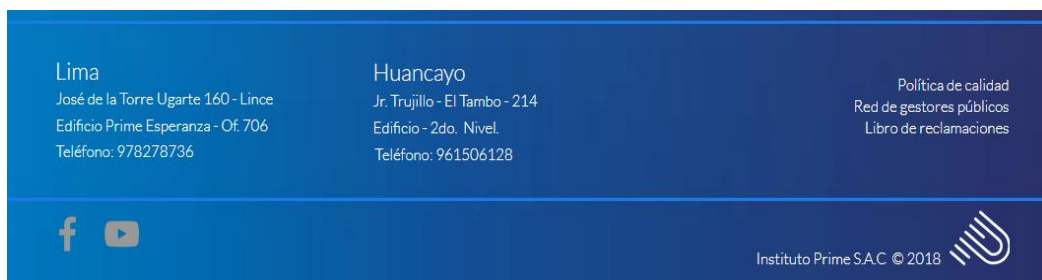 Lima
José de la Torre Ugarte 160 - Lince
Edificio Prime Esperanza - Of. 706
Teléfono: 978278736
Huancayo
Jr. Trujillo - El Tambo - 214
Edificio - 2do. Nivel.
Teléfono: 961506128
Política de calidad
Red de gestores públicos
Libro de reclamaciones
Instituto Prime S.A.C © 2018